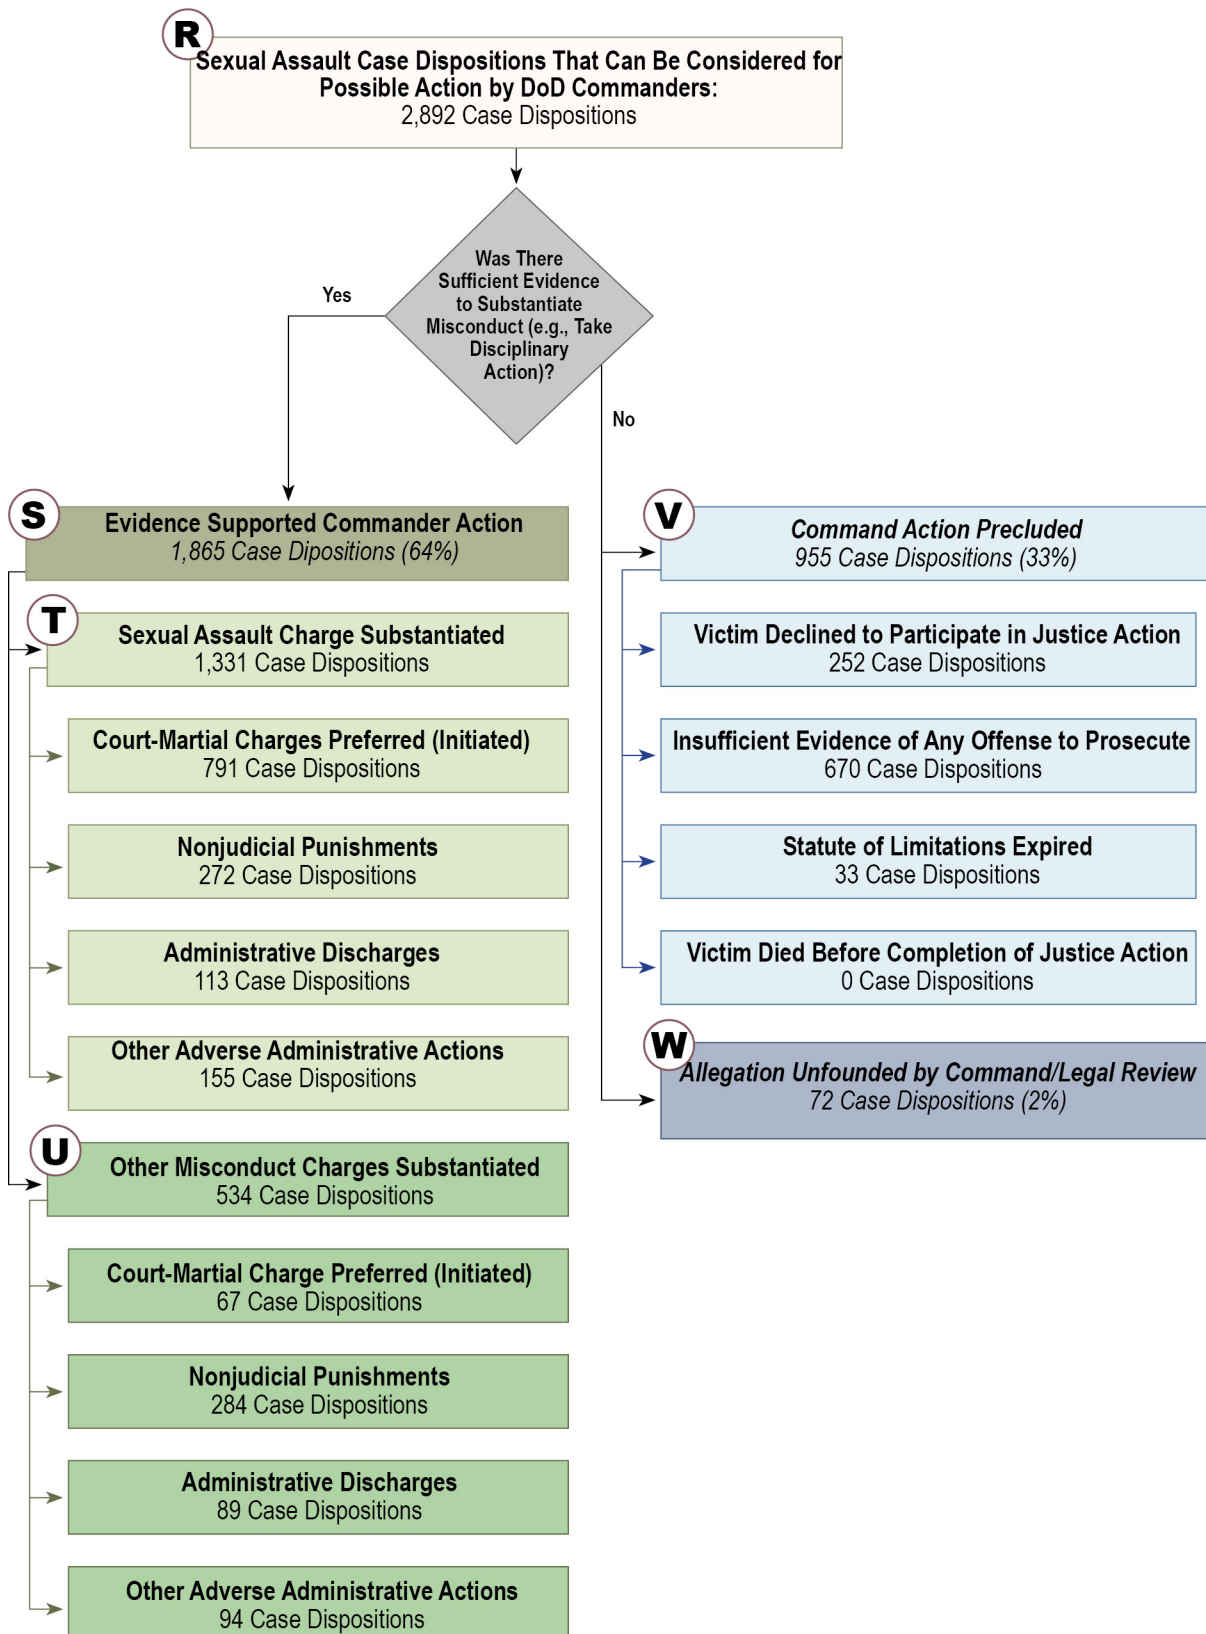 R
Sexual Assault Case Dispositions That Can Be Considered for
Possible Action by DoD Commanders:
2,892 Case Dispositions
Was There
Sufficient Evidence
to Substantiate
Misconduct (e.g., Take
Disciplinary
Action)?
Yes
No
S
Evidence Supported Commander Action
1,865 Case Dipositions (64%)
T
Sexual Assault Charge Substantiated
1,331 Case Dispositions
Court-Martial Charges Preferred (Initiated)
791 Case Dispositions
Nonjudicial Punishments
272 Case Dispositions
Administrative Discharges
113 Case Dispositions
Other Adverse Administrative Actions
155 Case Dispositions
U
Other Misconduct Charges Substantiated
534 Case Dispositions
Court-Martial Charge Preferred (Initiated)
67 Case Dispositions
Nonjudicial Punishments
284 Case Dispositions
Administrative Discharges
89 Case Dispositions
Other Adverse Administrative Actions
94 Case Dispositions
V
Command Action Precluded
955 Case Dispositions (33%)
Victim Declined to Participate in Justice Action
252 Case Dispositions
Insufficient Evidence of Any Offense to Prosecute
670 Case Dispositions
Statute of Limitations Expired
33 Case Dispositions
Victim Died Before Completion of Justice Action
0 Case Dispositions
W
Allegation Unfounded by Command/Legal Review
72 Case Dispositions (2%)